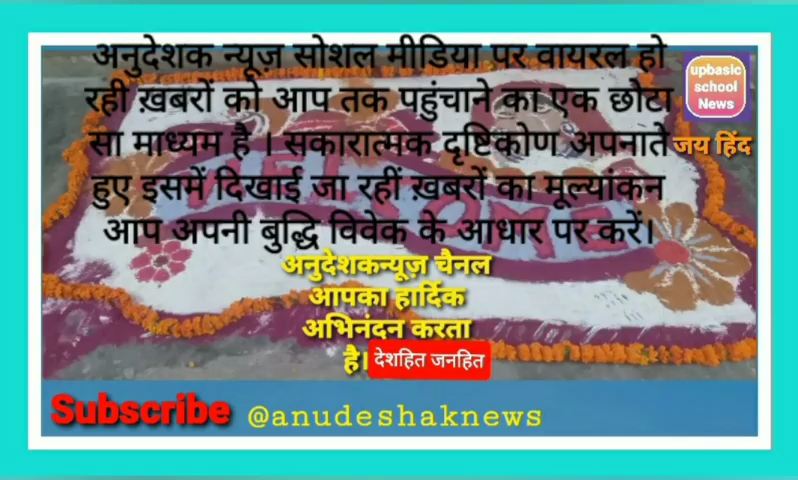 अनुदेशक न्यूज़ सोशल मीडिया पर वायरल हो
रही ख़बरों को आप तक पहुंचाने का एक छोटा
सा माध्यम है । सकारात्मक दृष्टिकोण अपनाते
हुए इसमें दिखाई जा रहीं ख़बरों का मूल्यांकन
आप अपनी बुद्धि विवेक के आधार पर करें।
upbasic
school
News
जय हिंद
WELCOME
अनुदेशकन्यूज़ चैनल
आपका हार्दिक
अभिनंदन करता
है।
देशहित जनहित
Subscribe @anudeshaknews